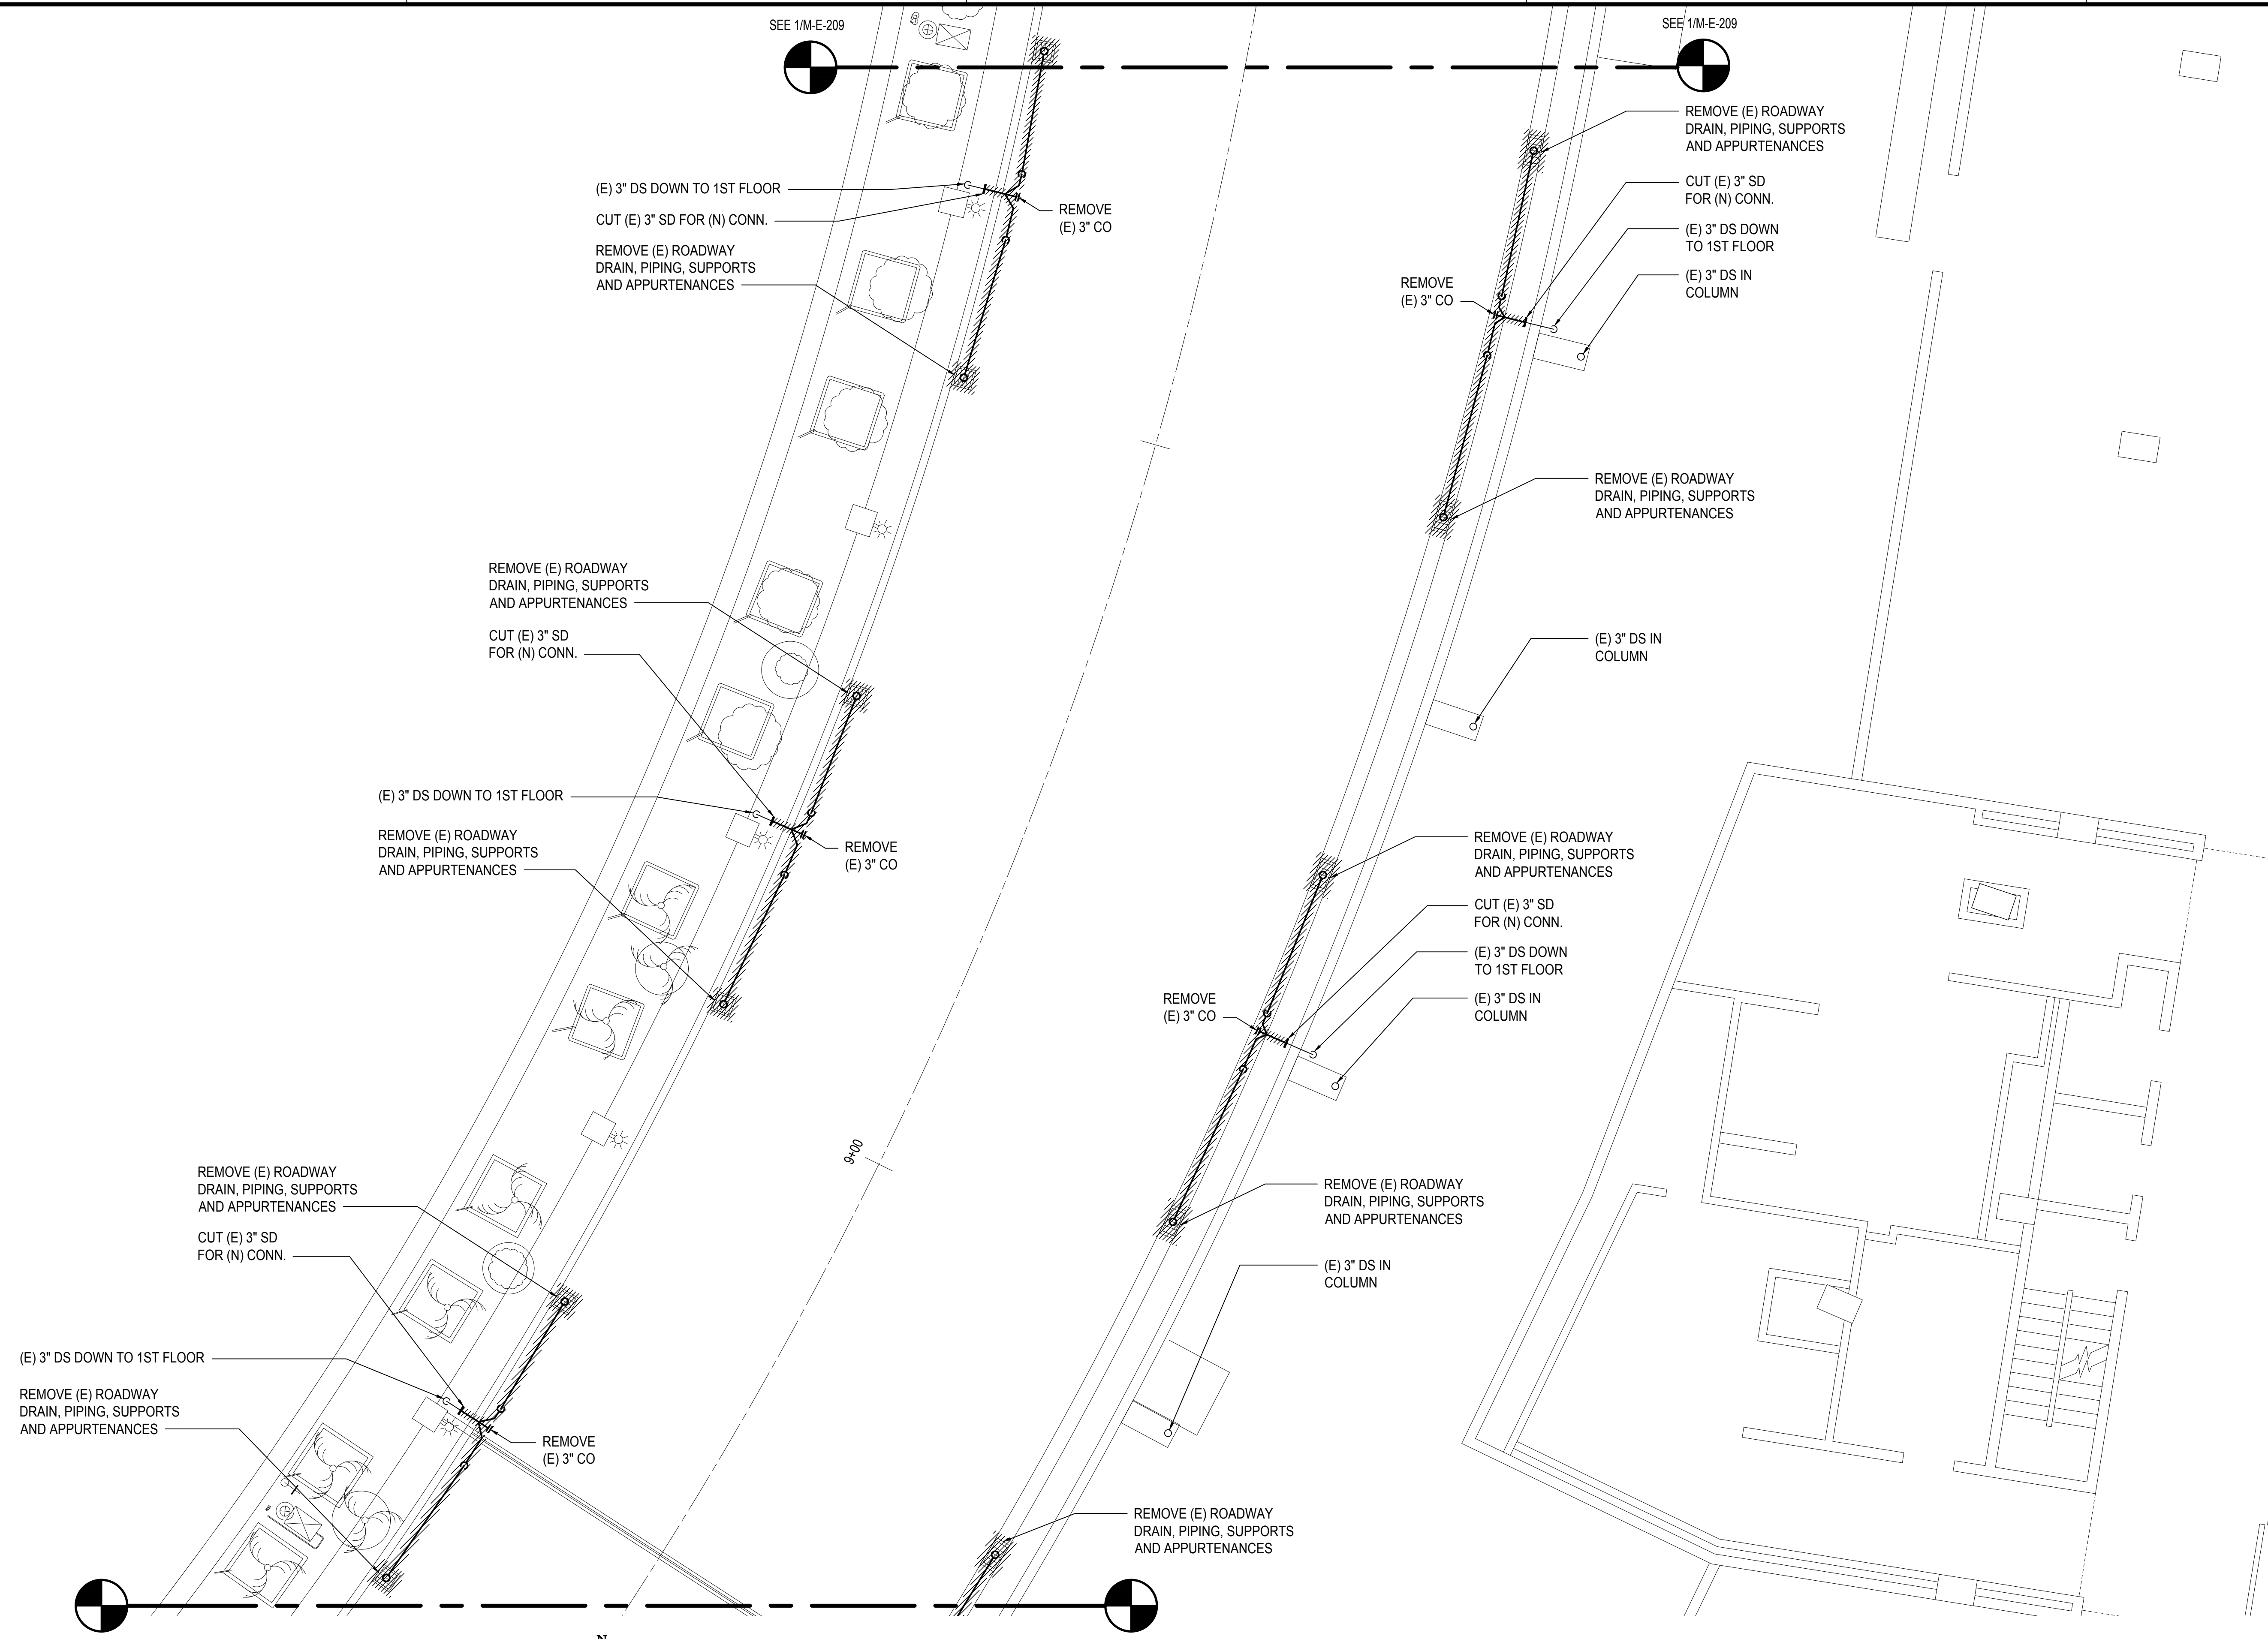 SEE 1/M-E-209
SEE 1/M-E-209
(E) 3" DS DOWN TO 1ST FLOOR
CUT (E) 3" SD FOR (N) CONN.
REMOVE (E) ROADWAY
DRAIN, PIPING, SUPPORTS
AND APPURTENANCES
REMOVE
(E) 3" CO
REMOVE (E) ROADWAY
DRAIN, PIPING, SUPPORTS
AND APPURTENANCES
CUT (E) 3" SD
FOR (N) CONN.
(E) 3" DS DOWN
TO 1ST FLOOR
(E) 3" DS IN
COLUMN
REMOVE
(E) 3" CO
REMOVE (E) ROADWAY
DRAIN, PIPING, SUPPORTS
AND APPURTENANCES
REMOVE (E) ROADWAY
DRAIN, PIPING, SUPPORTS
AND APPURTENANCES
CUT (E) 3" SD
FOR (N) CONN.
(E) 3" DS IN
COLUMN
(E) 3" DS DOWN TO 1ST FLOOR
REMOVE (E) ROADWAY
DRAIN, PIPING, SUPPORTS
AND APPURTENANCES
REMOVE
(E) 3" CO
REMOVE (E) ROADWAY
DRAIN, PIPING, SUPPORTS
AND APPURTENANCES
CUT (E) 3" SD
FOR (N) CONN.
(E) 3" DS DOWN
TO 1ST FLOOR
(E) 3" DS IN
COLUMN
REMOVE
(E) 3" CO
9+00
REMOVE (E) ROADWAY
DRAIN, PIPING, SUPPORTS
AND APPURTENANCES
CUT (E) 3" SD
FOR (N) CONN.
REMOVE (E) ROADWAY
DRAIN, PIPING, SUPPORTS
AND APPURTENANCES
(E) 3" DS IN
COLUMN
(E) 3" DS DOWN TO 1ST FLOOR
REMOVE (E) ROADWAY
DRAIN, PIPING, SUPPORTS
AND APPURTENANCES
REMOVE
(E) 3" CO
REMOVE (E) ROADWAY
DRAIN, PIPING, SUPPORTS
AND APPURTENANCES